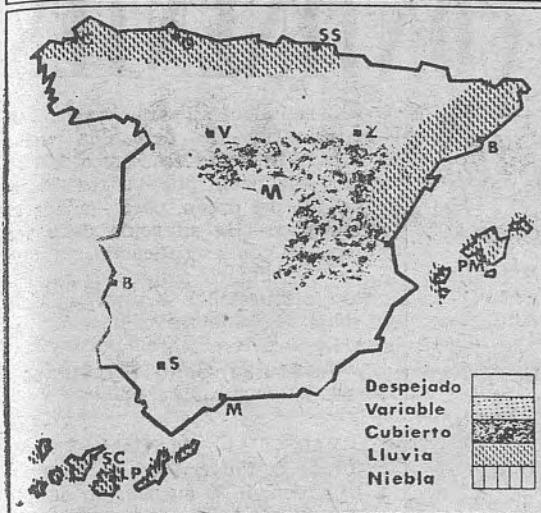 C O SS
V Z
B
M
PM
B
S
M
SC
LP
Despejado
Variable
Cubierto
Lluvia
Niebla